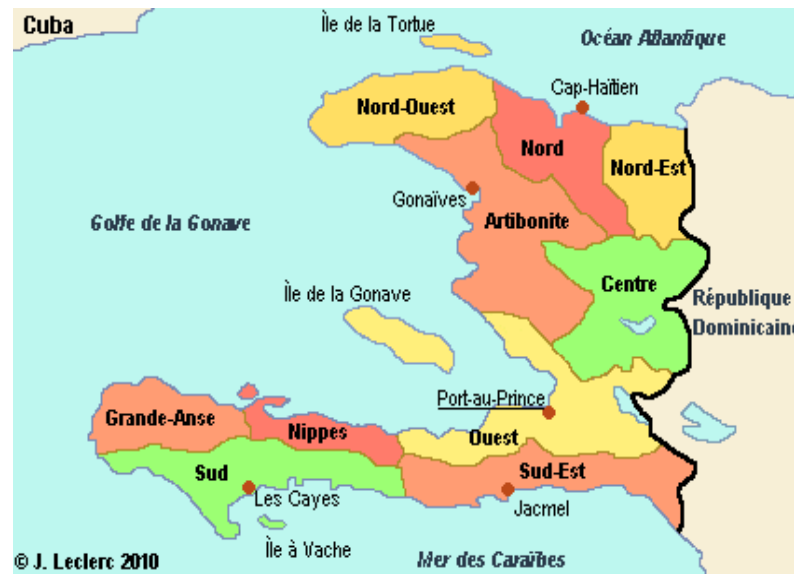 Cuba
Île de la Tortue
Océan Atlantique
Cap-Haïtien
Nord-Ouest
Nord
Nord-Est
Gonaïves
Artibonite
Golfe de la Gonave
Centre
Île de la Gonave
République
Dominicaine
Port-au-Prince
Grande-Anse
Nippes
Ouest
Sud
Sud-Est
Les Cayes
Jacmel
Île à Vache
© J. Leclerc 2010
Mer des Caraïbes